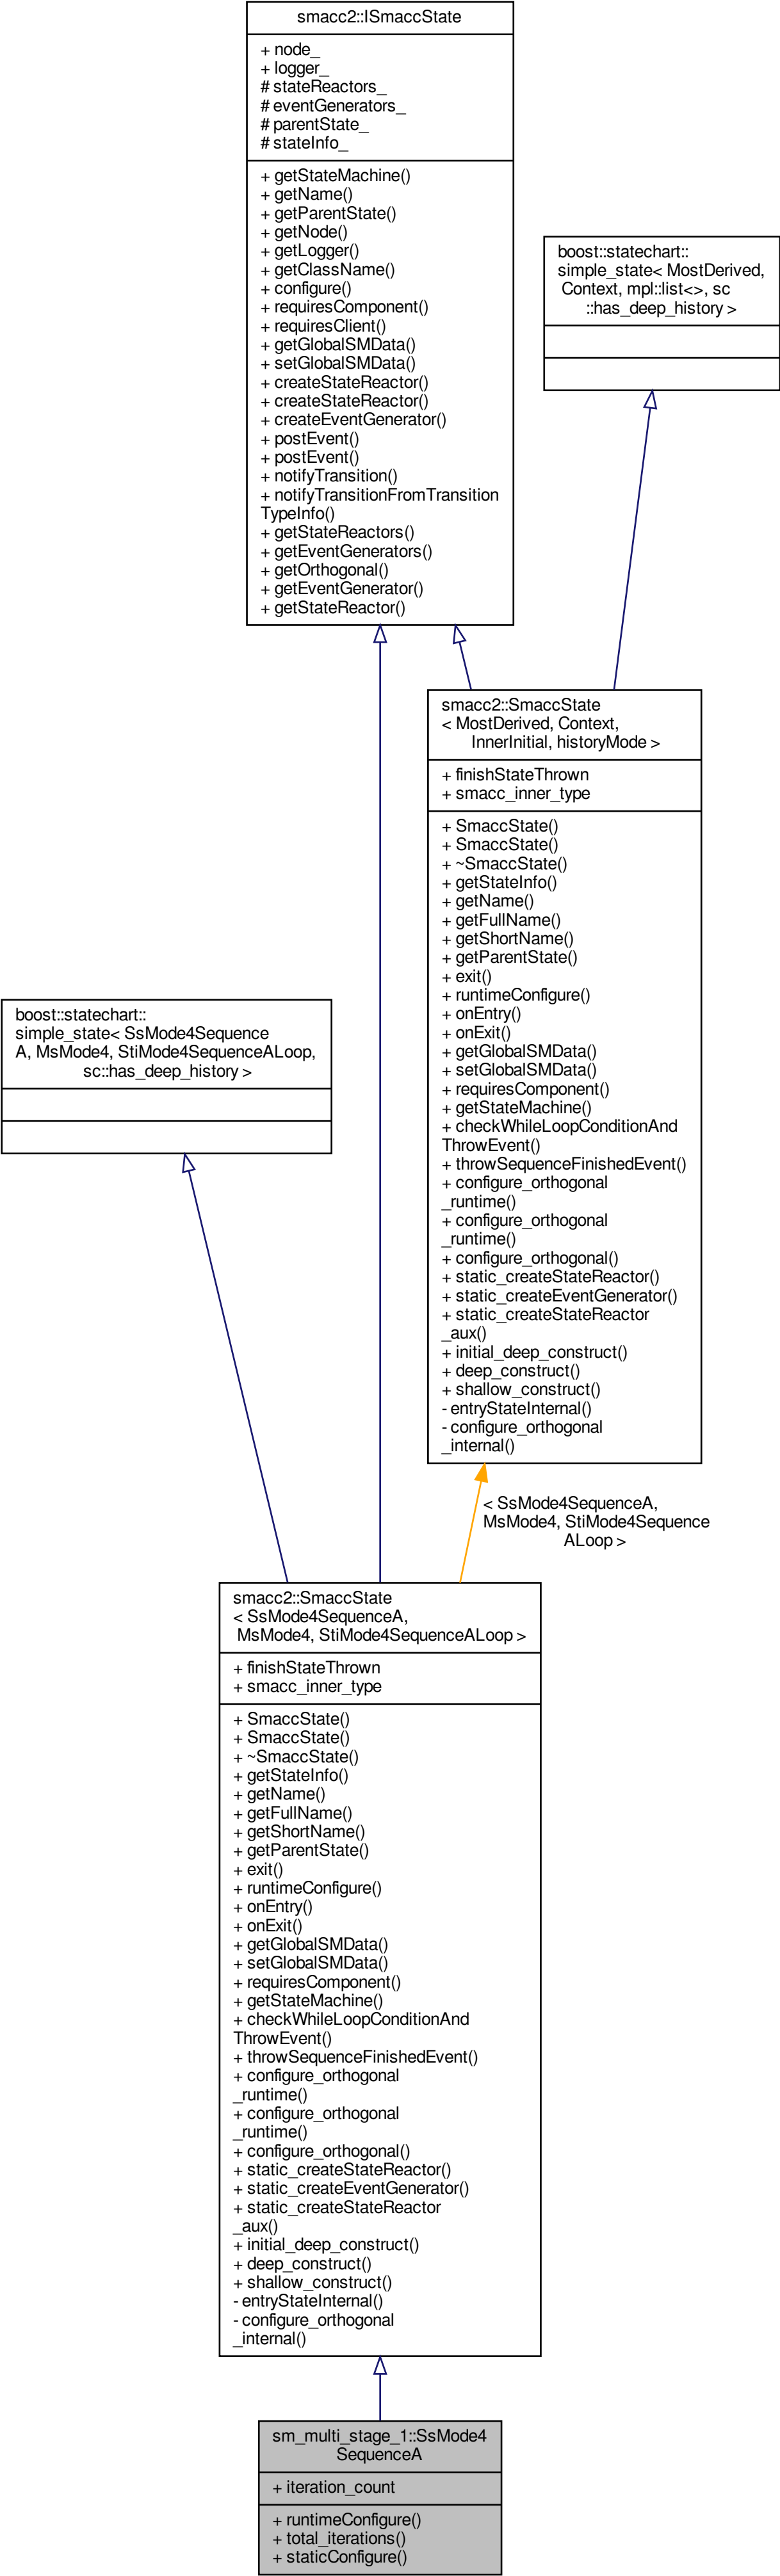 smacc2::ISmaccState
+ node_
+ logger_
# stateReactors_
# eventGenerators_
# parentState_
# stateInfo_
+ getStateMachine()
+ getName()
+ getParentState()
+ getNode()
+ getLogger()
+ getClassName()
+ configure()
+ requiresComponent()
+ requiresClient()
+ getGlobalSMData()
+ setGlobalSMData()
+ createStateReactor()
+ createStateReactor()
+ createEventGenerator()
+ postEvent()
+ postEvent()
+ notifyTransition()
+ notifyTransitionFromTransition
TypeInfo()
+ getStateReactors()
+ getEventGenerators()
+ getOrthogonal()
+ getEventGenerator()
+ getStateReactor()
boost::statechart::
simple_state< MostDerived,
Context, mpl::list<>, sc
::has_deep_history >
smacc2::SmaccState
< MostDerived, Context,
InnerInitial, historyMode >
+ finishStateThrown
+ smacc_inner_type
+ SmaccState()
+ SmaccState()
+ ~SmaccState()
+ getStateInfo()
+ getName()
+ getFullName()
+ getShortName()
+ getParentState()
+ exit()
+ runtimeConfigure()
+ onEntry()
+ onExit()
+ getGlobalSMData()
+ setGlobalSMData()
+ requiresComponent()
+ getStateMachine()
+ checkWhileLoopConditionAnd
ThrowEvent()
+ throwSequenceFinishedEvent()
+ configure_orthogonal
_runtime()
+ configure_orthogonal
_runtime()
+ configure_orthogonal()
+ static_createStateReactor()
+ static_createEventGenerator()
+ static_createStateReactor
_aux()
+ initial_deep_construct()
+ deep_construct()
+ shallow_construct()
- entryStateInternal()
- configure_orthogonal
_internal()
boost::statechart::
simple_state< SsMode4Sequence
A, MsMode4, StiMode4SequenceALoop,
sc::has_deep_history >
< SsMode4SequenceA,
MsMode4, StiMode4Sequence
ALoop >
smacc2::SmaccState
< SsMode4SequenceA,
MsMode4, StiMode4SequenceALoop >
+ finishStateThrown
+ smacc_inner_type
+ SmaccState()
+ SmaccState()
+ ~SmaccState()
+ getStateInfo()
+ getName()
+ getFullName()
+ getShortName()
+ getParentState()
+ exit()
+ runtimeConfigure()
+ onEntry()
+ onExit()
+ getGlobalSMData()
+ setGlobalSMData()
+ requiresComponent()
+ getStateMachine()
+ checkWhileLoopConditionAnd
ThrowEvent()
+ throwSequenceFinishedEvent()
+ configure_orthogonal
_runtime()
+ configure_orthogonal
_runtime()
+ configure_orthogonal()
+ static_createStateReactor()
+ static_createEventGenerator()
+ static_createStateReactor
_aux()
+ initial_deep_construct()
+ deep_construct()
+ shallow_construct()
- entryStateInternal()
- configure_orthogonal
_internal()
sm_multi_stage_1::SsMode4
SequenceA
+ iteration_count
+ runtimeConfigure()
+ total_iterations()
+ staticConfigure()